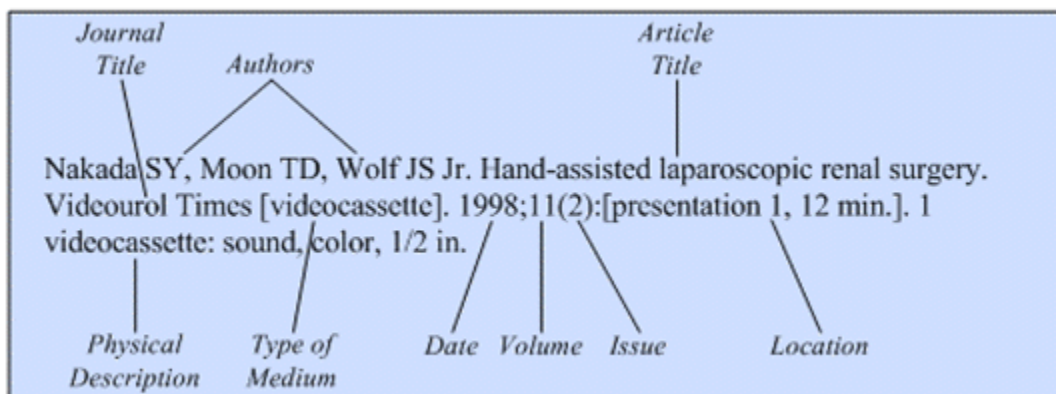 Journal
Title
Authors
Article
Title
Nakada SY, Moon TD, Wolf JS Jr. Hand-assisted laparoscopic renal surgery.
Videourol Times [videocassette]. 1998;11(2):[presentation 1, 12 min.]. 1
videocassette: sound, color, 1/2 in.
Physical
Description
Type of
Medium
Date
Volume
Issue
Location